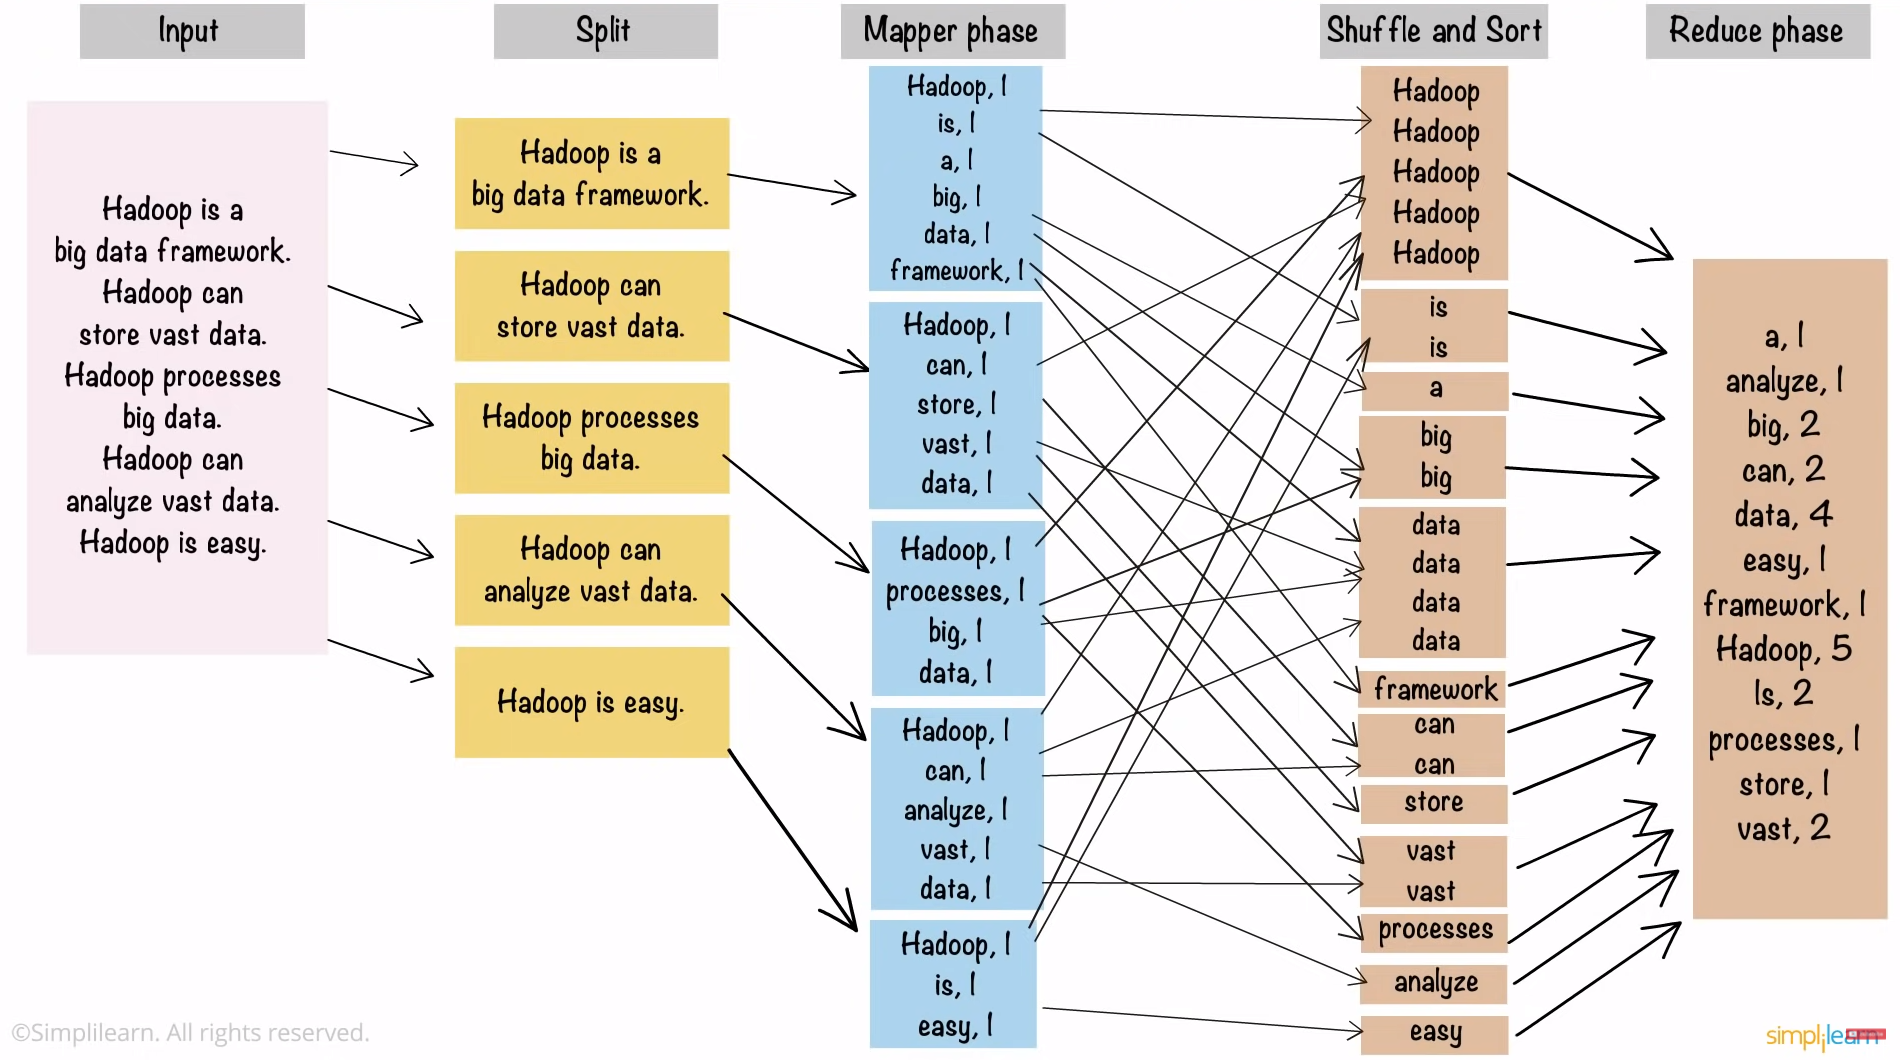 Input
Split
Mapper phase
Shuffle and Sort
Reduce phase
Hadoop is a
big data framework.
Hadoop can
store vast data.
Hadoop processes
big data.
Hadoop can
analyze vast data.
Hadoop is easy.
Hadoop is a
big data framework.
Hadoop can
store vast data.
Hadoop processes
big data.
Hadoop can
analyze vast data.
Hadoop is easy.
Hadoop, 1
is, 1
a, 1
big, 1
data, 1
framework, 1
Hadoop, 1
can, 1
store, 1
vast, 1
data, 1
Hadoop, 1
processes, 1
big, 1
data, 1
Hadoop, 1
can, 1
analyze, 1
vast, 1
data, 1
Hadoop, 1
is, 1
easy, 1
Hadoop
Hadoop
Hadoop
Hadoop
Hadoop
is
is
a
big
big
data
data
data
data
framework
can
can
store
vast
vast
processes
analyze
easy
a, 1
analyze, 1
big, 2
can, 2
data, 4
easy, 1
framework, 1
Hadoop, 5
Is, 2
processes, 1
store, 1
vast, 2
©Simplilearn. All rights reserved.
simplilearn